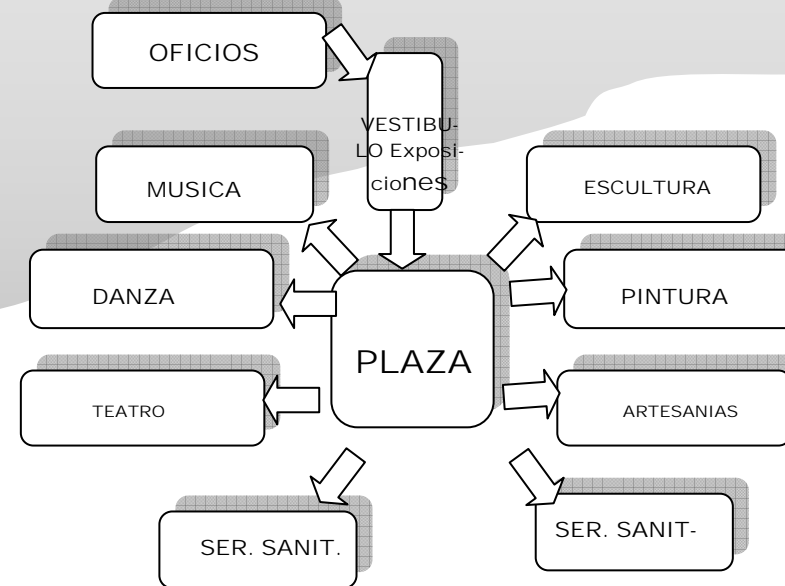 OFICIOS
VESTIBU-
LO Exposi-
ciones
MUSICA
ESCULTURA
DANZA
PINTURA
PLAZA
TEATRO
ARTESANIAS
SER. SANIT.
SER. SANIT-